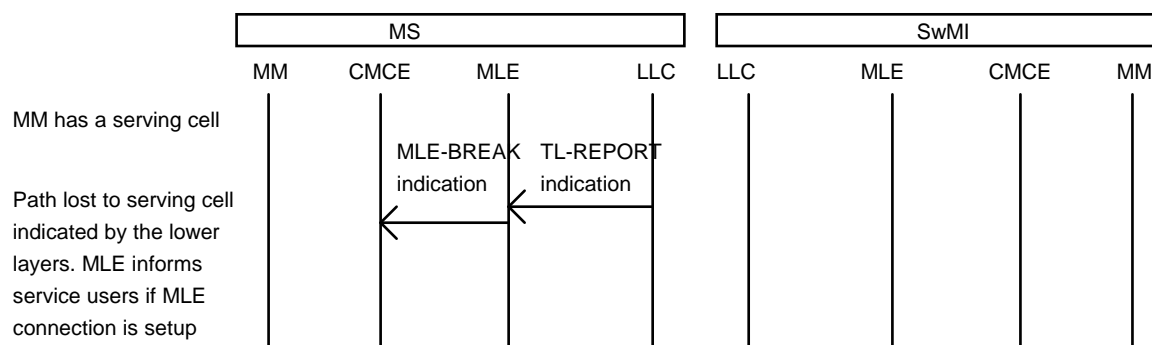 MS SwMI
MM CMCE MLE LLC LLC MLE CMCE MM
MM has a serving cell
MLE-BREAK TL-REPORT
indication indication
Path lost to serving cell
indicated by the lower
layers. MLE informs
service users if MLE
connection is setup